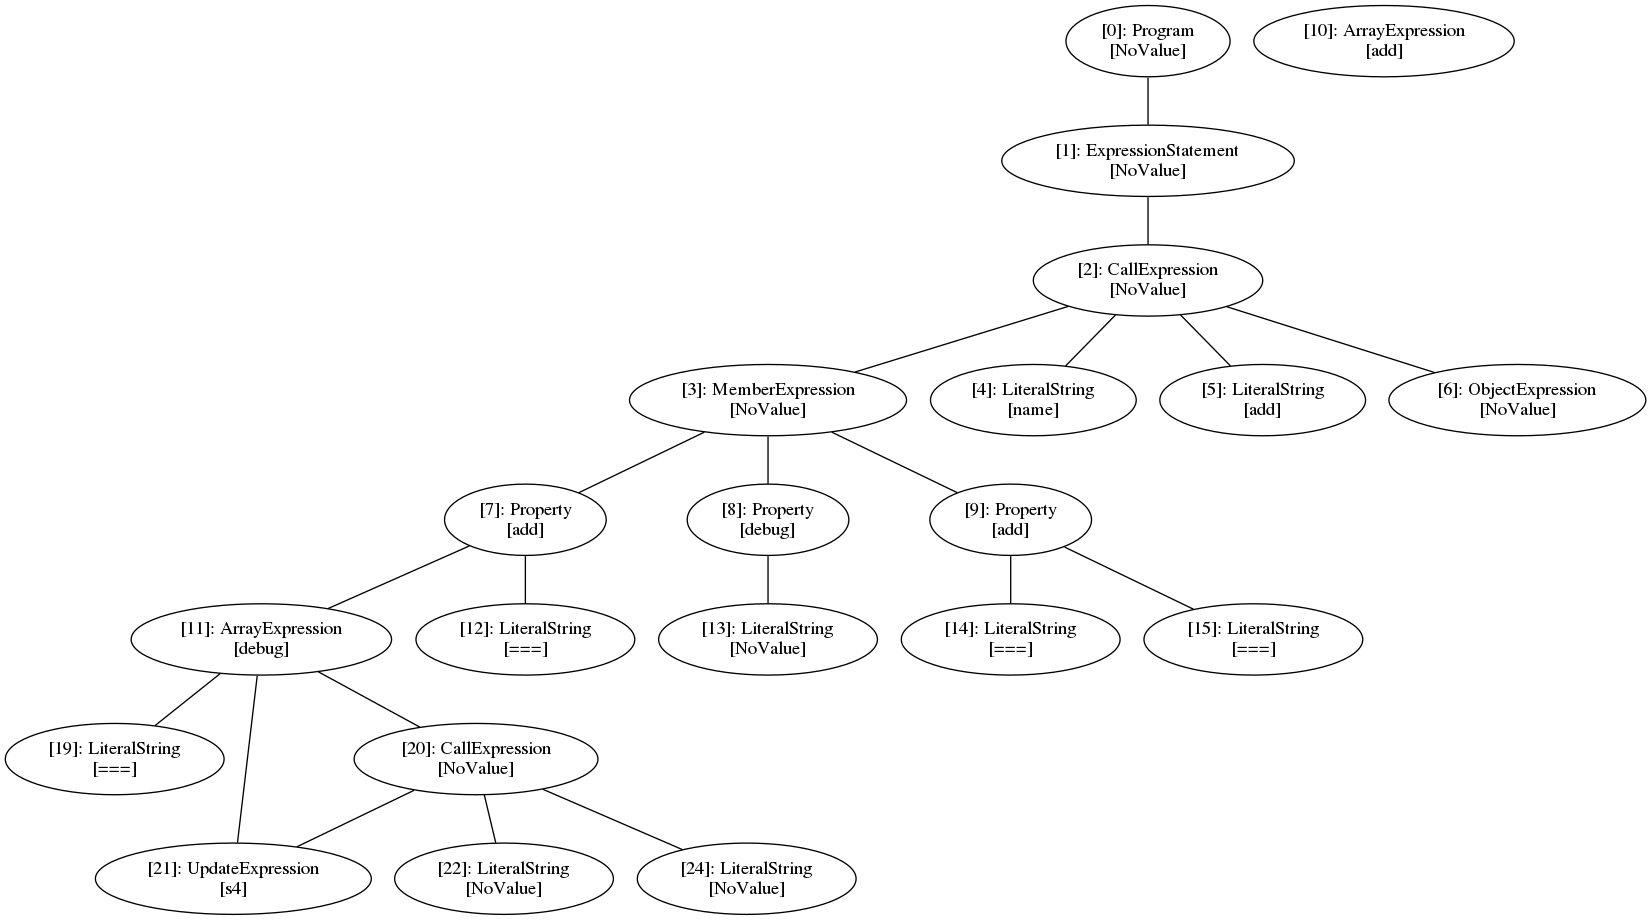 [0]: Program
[NoValue]
[10]: ArrayExpression
[add]
[1]: ExpressionStatement
[NoValue]
[2]: CallExpression
[NoValue]
[3]: MemberExpression
[NoValue]
[4]: LiteralString
[name]
[5]: LiteralString
[add]
[6]: ObjectExpression
[NoValue]
[7]: Property
[add]
[8]: Property
[debug]
[9]: Property
[add]
[11]: ArrayExpression
[debug]
[12]: LiteralString
[===]
[13]: LiteralString
[NoValue]
[14]: LiteralString
[===]
[15]: LiteralString
[===]
[19]: LiteralString
[===]
[20]: CallExpression
[NoValue]
[21]: UpdateExpression
[s4]
[22]: LiteralString
[NoValue]
[24]: LiteralString
[NoValue]